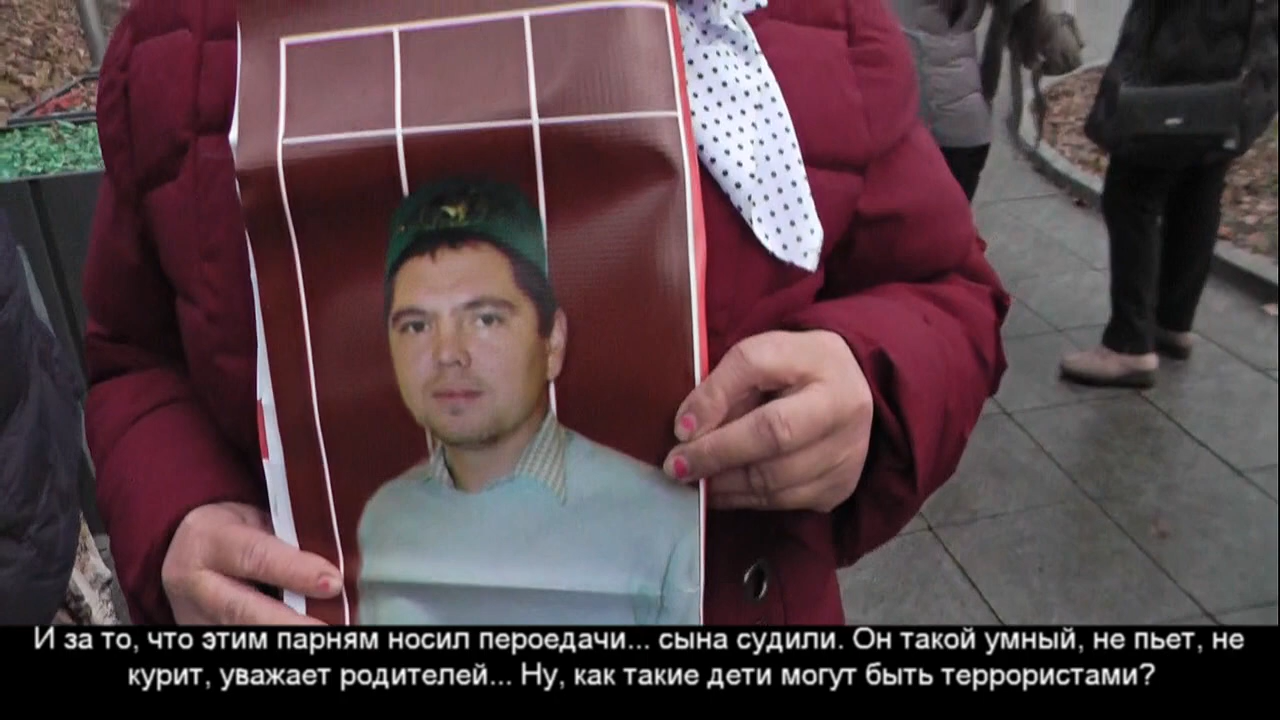 И за то, что этим парням носил пероедачи... сына судили. Он такой умный, не пьет, не
курит, уважает родителей... Ну, как такие дети могут быть террористами?